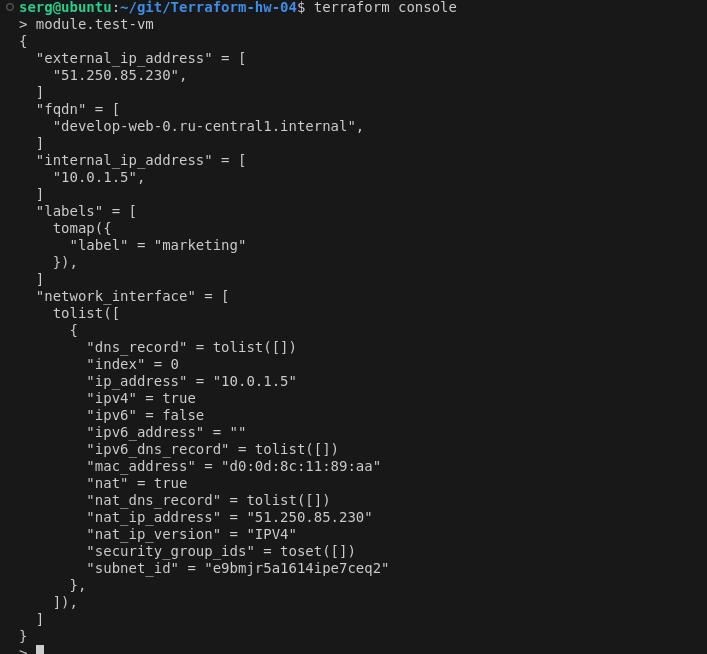 serg@ubuntu:~/git/Terraform-hw-04$ terraform console
> module.test-vm
{
  "external_ip_address" = [
    "51.250.85.230",
  ]
  "fqdn" = [
    "develop-web-0.ru-central1.internal",
  ]
  "internal_ip_address" = [
    "10.0.1.5",
  ]
  "labels" = [
    tomap({
      "label" = "marketing"
    }),
  ]
  "network_interface" = [
    tolist([
      {
        "dns_record" = tolist([])
        "index" = 0
        "ip_address" = "10.0.1.5"
        "ipv4" = true
        "ipv6" = false
        "ipv6_address" = ""
        "ipv6_dns_record" = tolist([])
        "mac_address" = "d0:0d:8c:11:89:aa"
        "nat" = true
        "nat_dns_record" = tolist([])
        "nat_ip_address" = "51.250.85.230"
        "nat_ip_version" = "IPV4"
        "security_group_ids" = toset([])
        "subnet_id" = "e9bmjr5a1614ipe7ceq2"
      },
    ]),
  ]
}
>